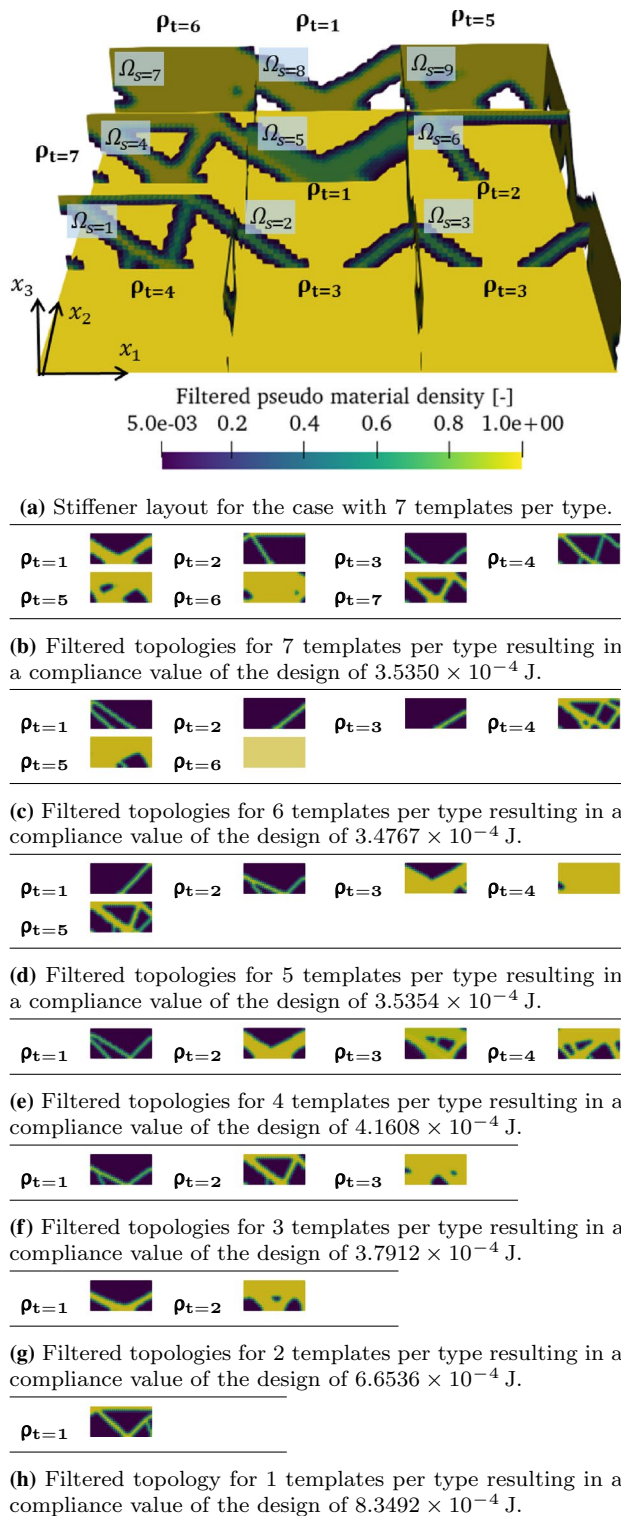 ρt=6 ρt=1 ρt=5
Ωs=7 Ωs=8 Ωs=9
Ωs=4 Ωs=5 Ωs=6
ρt=7 ρt=1 ρt=2
Ωs=1 Ωs=2 Ωs=3
ρt=4 ρt=3 ρt=3
x3
x2
x1
Filtered pseudo material density [-]
5.0e-03 0.2 0.4 0.6 0.8 1.0e+00
(a) Stiffener layout for the case with 7 templates per type.
ρt=1 ρt=2 ρt=3 ρt=4
ρt=5 ρt=6 ρt=7
(b) Filtered topologies for 7 templates per type resulting in
a compliance value of the design of 3.5350 × 10⁻⁴ J.
ρt=1 ρt=2 ρt=3 ρt=4
ρt=5 ρt=6
(c) Filtered topologies for 6 templates per type resulting in a
compliance value of the design of 3.4767 × 10⁻⁴ J.
ρt=1 ρt=2 ρt=3 ρt=4
ρt=5
(d) Filtered topologies for 5 templates per type resulting in
a compliance value of the design of 3.5354 × 10⁻⁴ J.
ρt=1 ρt=2 ρt=3 ρt=4
(e) Filtered topologies for 4 templates per type resulting in a
compliance value of the design of 4.1608 × 10⁻⁴ J.
ρt=1 ρt=2 ρt=3
(f) Filtered topologies for 3 templates per type resulting in a
compliance value of the design of 3.7912 × 10⁻⁴ J.
ρt=1 ρt=2
(g) Filtered topologies for 2 templates per type resulting in a
compliance value of the design of 6.6536 × 10⁻⁴ J.
ρt=1
(h) Filtered topology for 1 templates per type resulting in a
compliance value of the design of 8.3492 × 10⁻⁴ J.